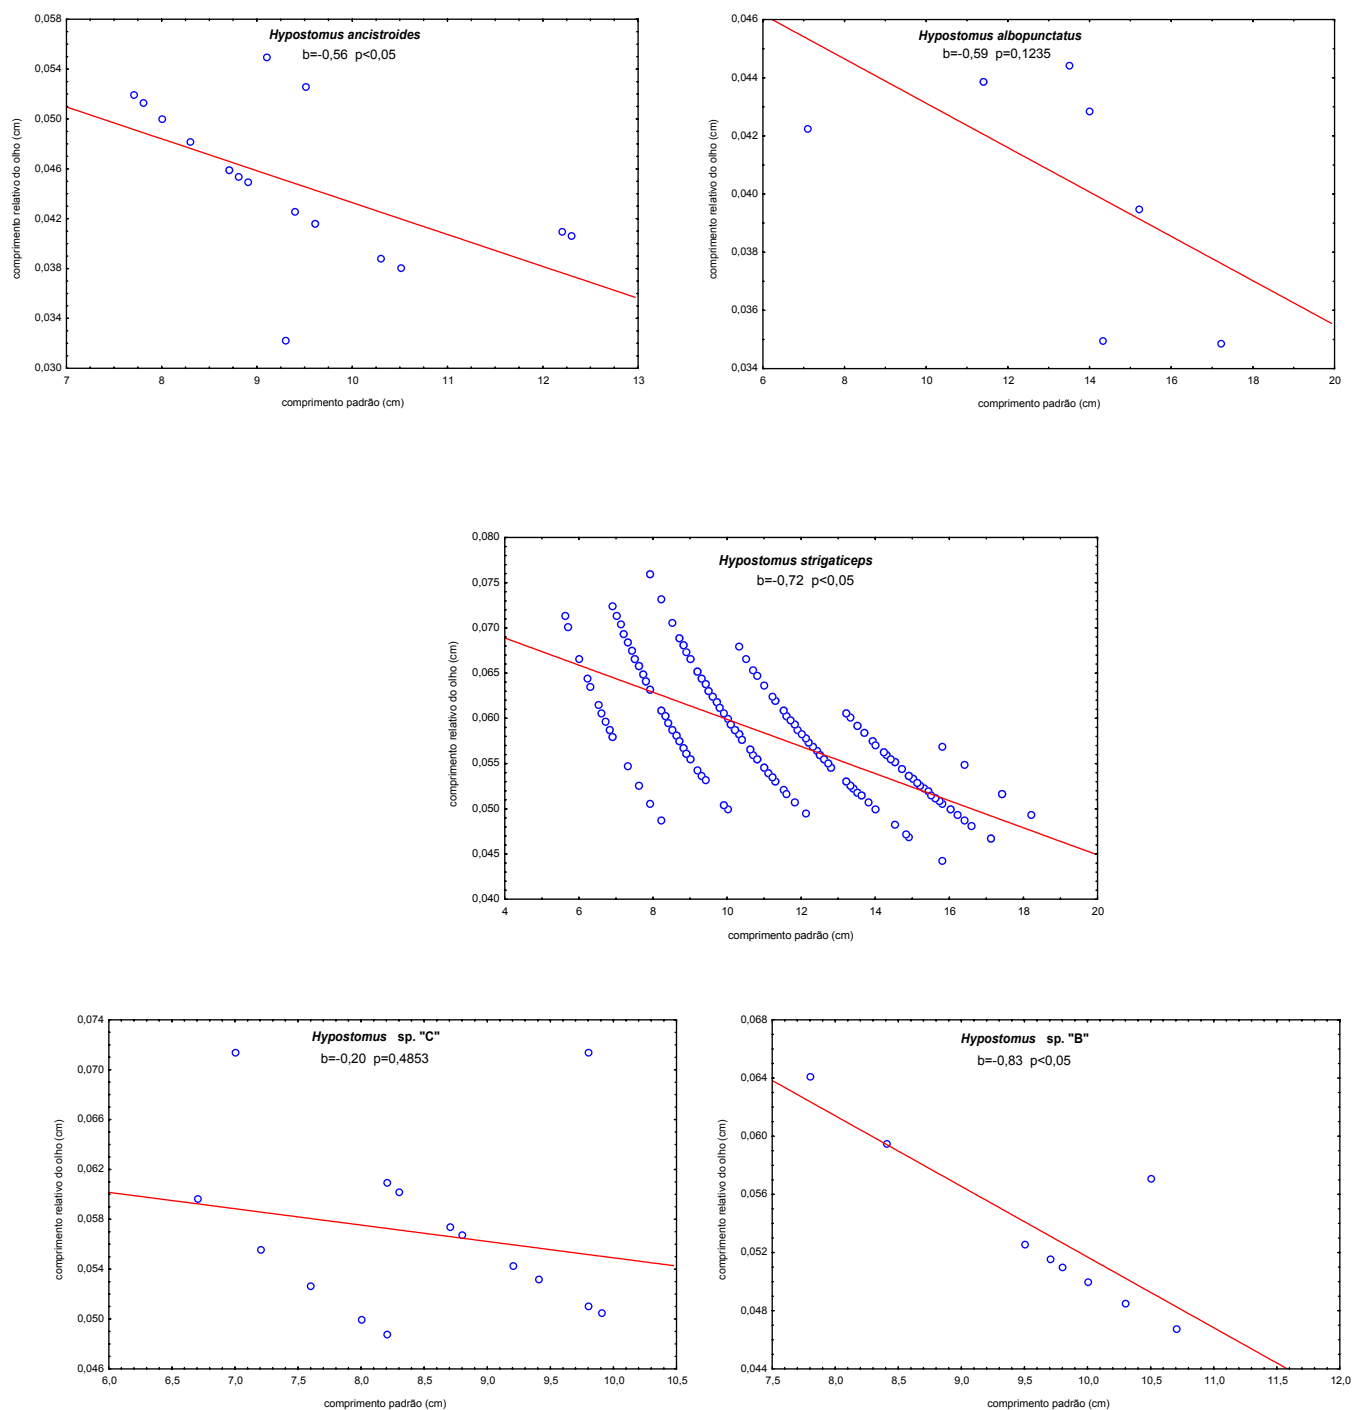 Hypostomus ancistroides
b=-0,56 p<0,05
comprimento relativo do olho (cm)
0,058
0,054
0,050
0,046
0,042
0,038
0,034
0,030
7 8 9 10 11 12 13
comprimento padrão (cm)
Hypostomus albopunctatus
b=-0,59 p=0,1235
comprimento relativo do olho (cm)
0,046
0,044
0,042
0,040
0,038
0,036
0,034
6 8 10 12 14 16 18 20
comprimento padrão (cm)
Hypostomus strigaticeps
b=-0,72 p<0,05
comprimento relativo do olho (cm)
0,080
0,075
0,070
0,065
0,060
0,055
0,050
0,045
0,040
4 6 8 10 12 14 16 18 20
comprimento padrão (cm)
Hypostomus sp. "C"
b=-0,20 p=0,4853
comprimento relativo do olho (cm)
0,074
0,070
0,066
0,062
0,058
0,054
0,050
0,046
6,0 6,5 7,0 7,5 8,0 8,5 9,0 9,5 10,0 10,5
comprimento padrão (cm)
Hypostomus sp. "B"
b=-0,83 p<0,05
comprimento relativo do olho (cm)
0,068
0,064
0,060
0,056
0,052
0,048
0,044
7,5 8,0 8,5 9,0 9,5 10,0 10,5 11,0 11,5 12,0
comprimento padrão (cm)